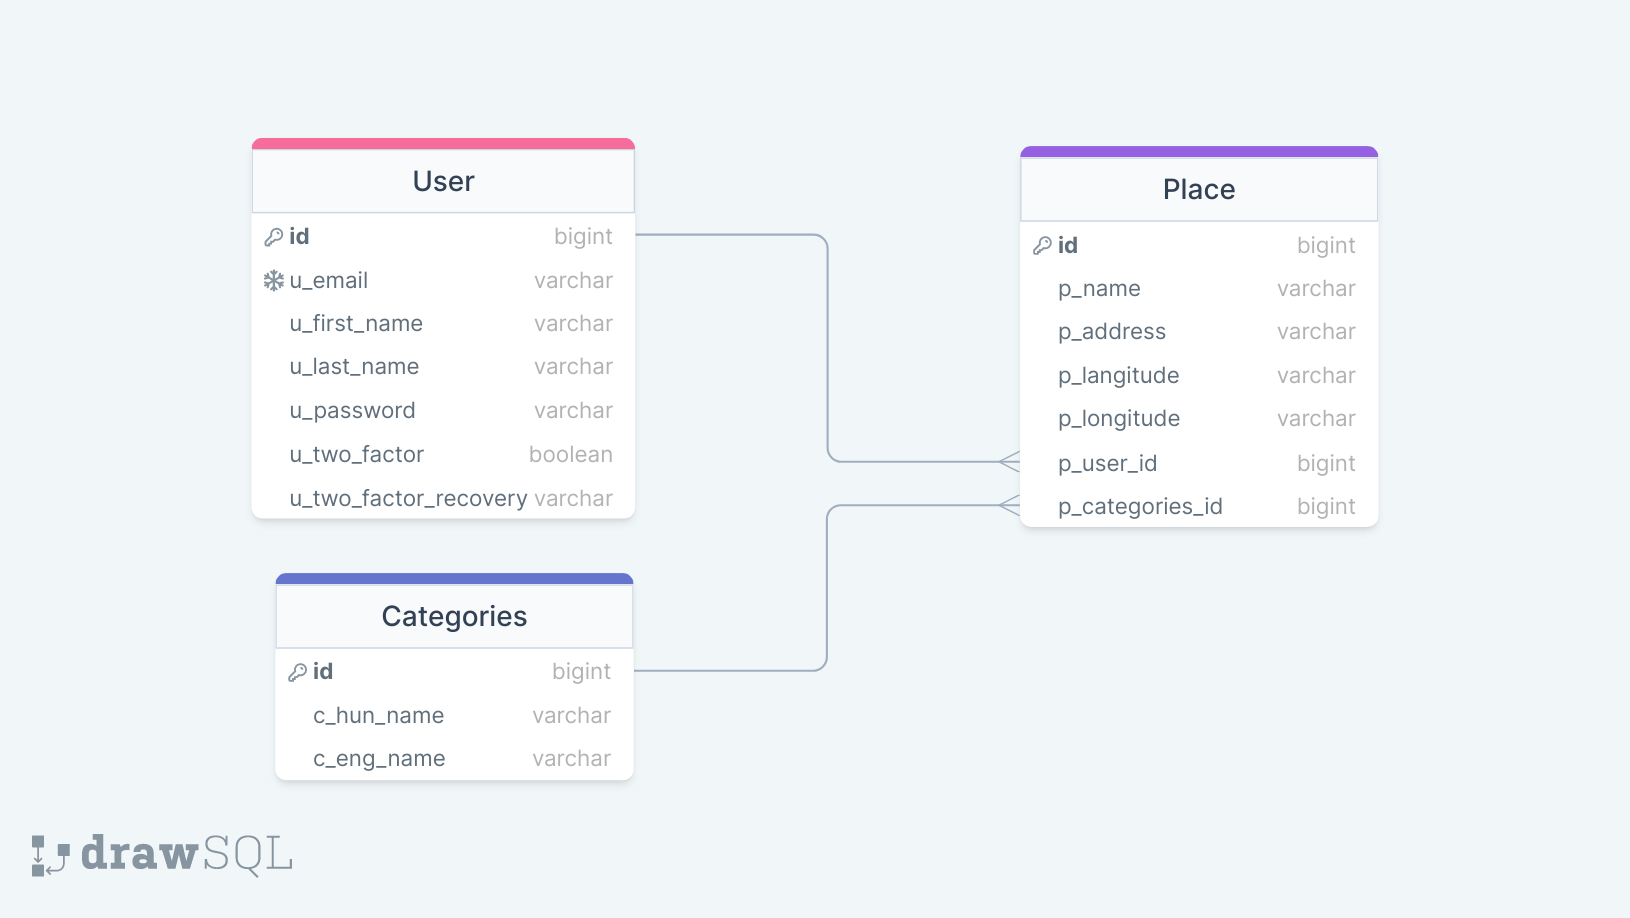 User
id bigint
u_email varchar
u_first_name varchar
u_last_name varchar
u_password varchar
u_two_factor boolean
u_two_factor_recovery varchar
Place
id bigint
p_name varchar
p_address varchar
p_langitude varchar
p_longitude varchar
p_user_id bigint
p_categories_id bigint
Categories
id bigint
c_hun_name varchar
c_eng_name varchar
drawSQL